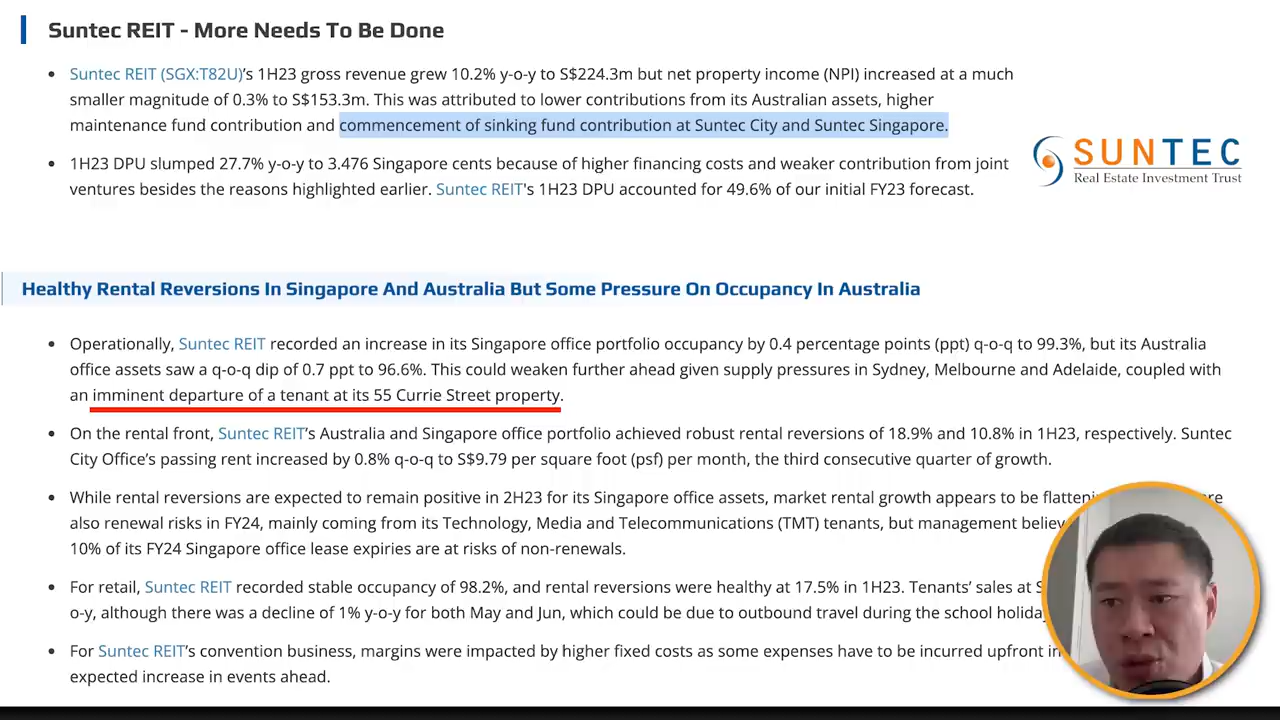 Suntec REIT - More Needs To Be Done
Suntec REIT (SGX:T82U)'s 1H23 gross revenue grew 10.2% y-o-y to S$224.3m but net property income (NPI) increased at a much
smaller magnitude of 0.3% to S$153.3m. This was attributed to lower contributions from its Australian assets, higher
maintenance fund contribution and commencement of sinking fund contribution at Suntec City and Suntec Singapore.
1H23 DPU slumped 27.7% y-o-y to 3.476 Singapore cents because of higher financing costs and weaker contribution from joint
ventures besides the reasons highlighted earlier. Suntec REIT's 1H23 DPU accounted for 49.6% of our initial FY23 forecast.
SUNTEC
Real Estate Investment Trust
Healthy Rental Reversions In Singapore And Australia But Some Pressure On Occupancy In Australia
Operationally, Suntec REIT recorded an increase in its Singapore office portfolio occupancy by 0.4 percentage points (ppt) q-o-q to 99.3%, but its Australia
office assets saw a q-o-q dip of 0.7 ppt to 96.6%. This could weaken further ahead given supply pressures in Sydney, Melbourne and Adelaide, coupled with
an imminent departure of a tenant at its 55 Currie Street property.
On the rental front, Suntec REIT's Australia and Singapore office portfolio achieved robust rental reversions of 18.9% and 10.8% in 1H23, respectively. Suntec
City Office's passing rent increased by 0.8% q-o-q to S$9.79 per square foot (psf) per month, the third consecutive quarter of growth.
While rental reversions are expected to remain positive in 2H23 for its Singapore office assets, market rental growth appears to be
also renewal risks in FY24, mainly coming from its Technology, Media and Telecommunications (TMT) tenants, but management
10% of its FY24 Singapore office lease expiries are at risks of non-renewals.
For retail, Suntec REIT recorded stable occupancy of 98.2%, and rental reversions were healthy at 17.5% in 1H23. Tenants' sales at
o-y, although there was a decline of 1% y-o-y for both May and Jun, which could be due to outbound travel during the school
For Suntec REIT's convention business, margins were impacted by higher fixed costs as some expenses have to be incurred upfront
expected increase in events ahead.